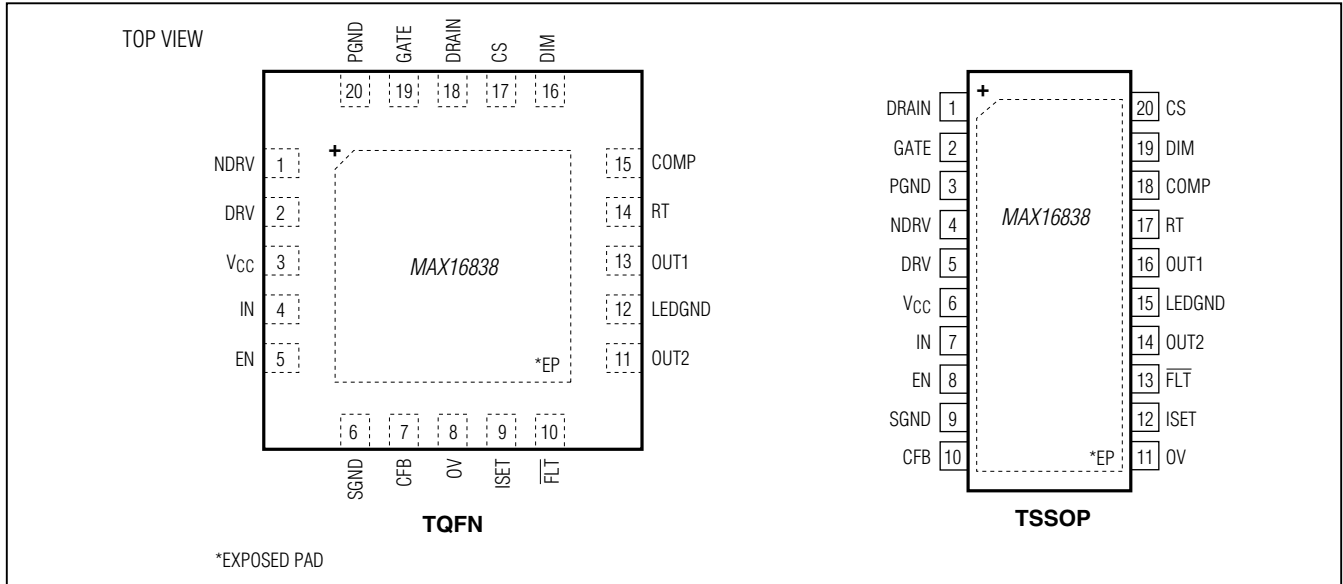 TOP VIEW
PGND
GATE
DRAIN
CS
DIM
20
19
18
17
16
+
NDRV 1
DRV 2
VCC 3
IN 4
EN 5
MAX16838
*EP
15 COMP
14 RT
13 OUT1
12 LEDGND
11 OUT2
6
7
8
9
10
SGND
CFB
OV
ISET
FLT
TQFN
*EXPOSED PAD
+
DRAIN 1
GATE 2
PGND 3
NDRV 4
DRV 5
VCC 6
IN 7
EN 8
SGND 9
CFB 10
MAX16838
*EP
20 CS
19 DIM
18 COMP
17 RT
16 OUT1
15 LEDGND
14 OUT2
13 FLT
12 ISET
11 OV
TSSOP